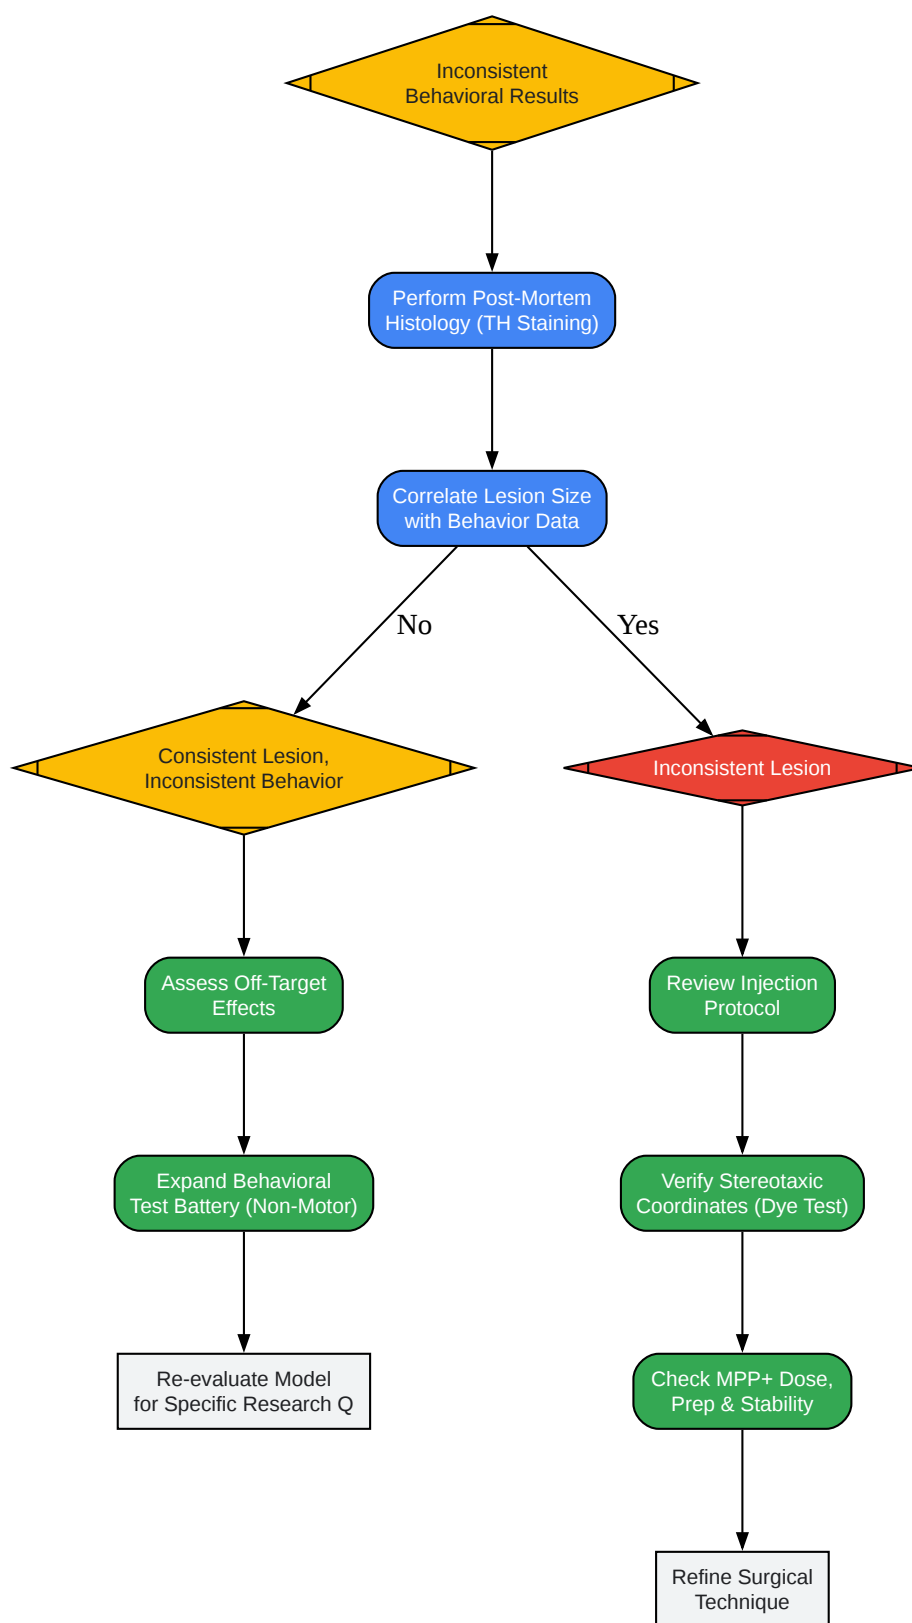 Inconsistent
Behavioral Results
Perform Post-Mortem
Histology (TH Staining)
Correlate Lesion Size
with Behavior Data
No
Yes
Consistent Lesion,
Inconsistent Behavior
Inconsistent Lesion
Assess Off-Target
Effects
Review Injection
Protocol
Expand Behavioral
Test Battery (Non-Motor)
Verify Stereotaxic
Coordinates (Dye Test)
Re-evaluate Model
for Specific Research Q
Check MPP+ Dose,
Prep & Stability
Refine Surgical
Technique